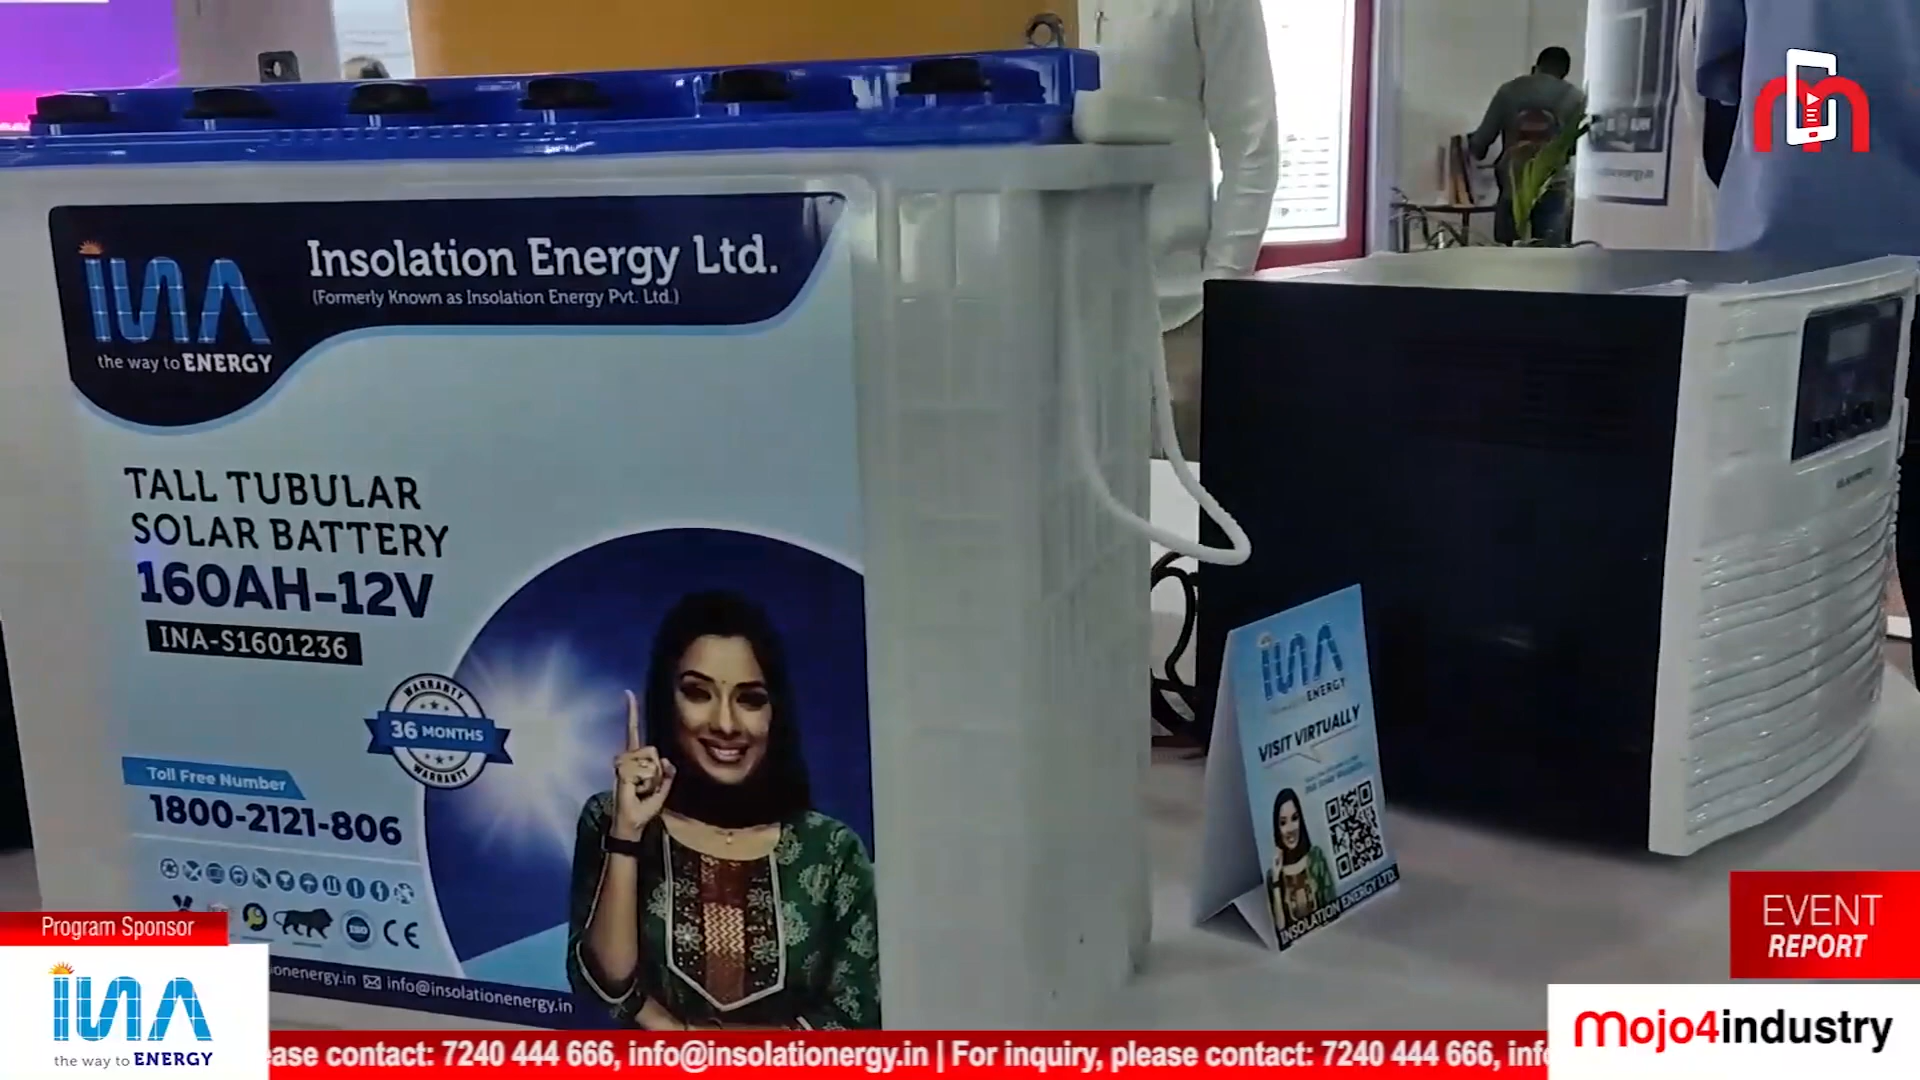 INA
the way to ENERGY
Insolation Energy Ltd.
(Formerly Known as Insolation Energy Pvt. Ltd.)
TALL TUBULAR
SOLAR BATTERY
160AH-12V
INA-S1601236
WARRANTY
36 MONTHS
WARRANTY
Toll Free Number
1800-2121-806
ISO
CE
onenergy.in info@insolationenergy.in
INA
ENERGY
VISIT VIRTUALLY
INSOLATION ENERGY LTD.
EVENT
REPORT
mojo4industry
Program Sponsor
INA
the way to ENERGY
ease contact: 7240 444 666, info@insolationergy.in | For inquiry, please contact: 7240 444 666, info